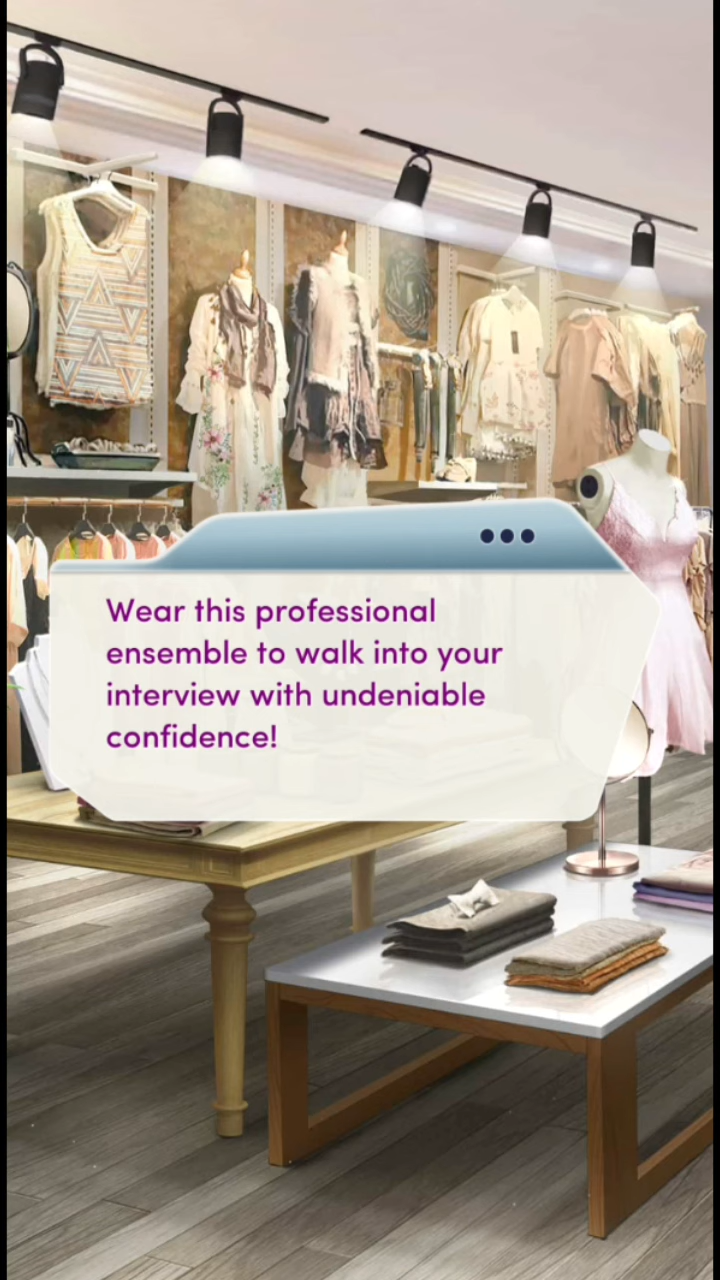 Wear this professional
ensemble to walk into your
interview with undeniable
confidence!